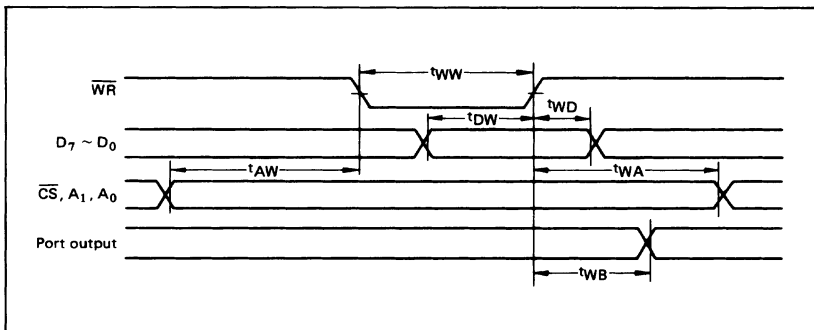 tWW
WR
tDW
tWD
D7 ~ D0
tAW
tWA
CS, A1, A0
Port output
tWB